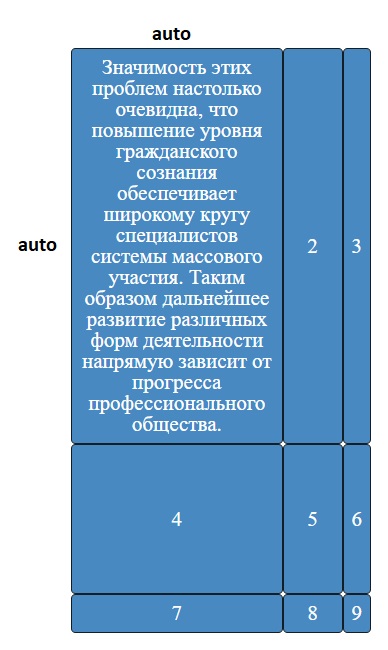 auto
Значимость этих
проблем настолько
очевидна, что
повышение уровня
гражданского
сознания
обеспечивает
широкому кругу
специалистов
системы массового
участия. Таким
образом дальнейшее
развитие различных
форм деятельности
напрямую зависит от
прогресса
профессионального
общества.
auto
2
3
4
5
6
7
8
9